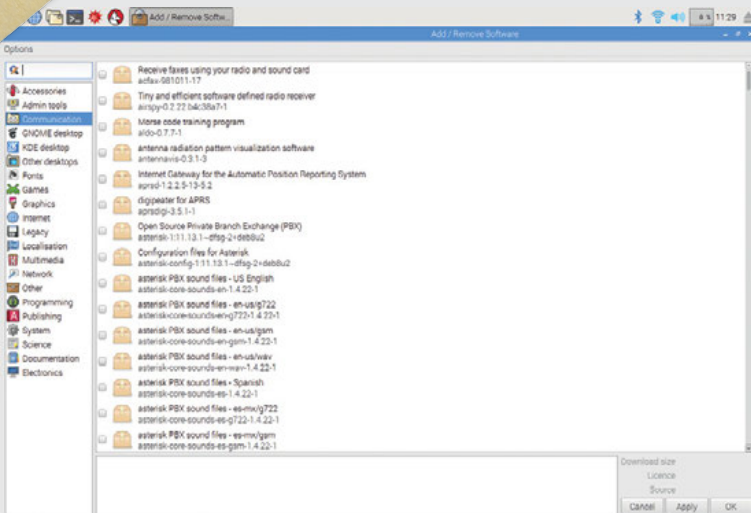 Add / Remove Softw...
8 %
11:29
Add / Remove Software
Options
Accessories
Admin tools
Communication
GNOME desktop
KDE desktop
Other desktops
Fonts
Games
Graphics
Internet
Legacy
Localisation
Multimedia
Network
Other
Programming
Publishing
System
Science
Documentation
Electronics
Receive faxes using your radio and sound card
acfax-981011-17
Tiny and efficient software defined radio receiver
airspy-0.2.22.b4c38a7-1
Morse code training program.
aldo-0.7.7-1
antenna radiation pattern visualization software
antennavis-0.3.1-3
Internet Gateway for the Automatic Position Reporting System
aprsd-1:2.2.5-13-5.2
digipeater for APRS
aprsdigi-3.5.1-1
Open Source Private Branch Exchange (PBX)
asterisk-1:11.13.1~dfsg-2+deb8u2
Configuration files for Asterisk
asterisk-config-1:11.13.1~dfsg-2+deb8u2
asterisk PBX sound files - US English
asterisk-core-sounds-en-1.4.22-1
asterisk PBX sound files - en-us/g722
asterisk-core-sounds-en-g722-1.4.22-1
asterisk PBX sound files - en-us/gsm
asterisk-core-sounds-en-gsm-1.4.22-1
asterisk PBX sound files - en-us/wav
asterisk-core-sounds-en-wav-1.4.22-1
asterisk PBX sound files - Spanish
asterisk-core-sounds-es-1.4.22-1
asterisk PBX sound files - es-mx/g722
asterisk-core-sounds-es-g722-1.4.22-1
asterisk PBX sound files - es-mx/gsm
asterisk-core-sounds-es-gsm-1.4.22-1
Download size
Licence
Source
Cancel
Apply
OK